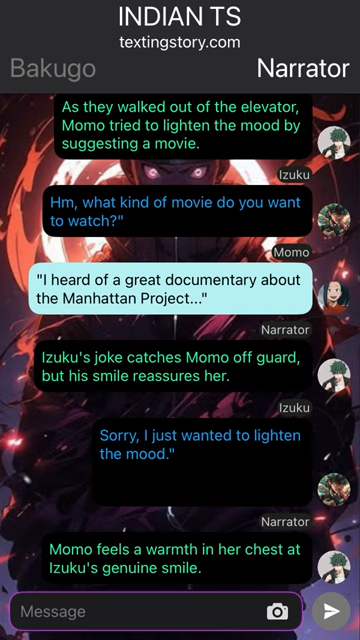 INDIAN TS
textingstory.com
Bakugo
Narrator
As they walked out of the elevator,
Momo tried to lighten the mood by
suggesting a movie.
Izuku
Hm, what kind of movie do you want
to watch?"
Momo
"I heard of a great documentary about
the Manhattan Project..."
Narrator
Izuku's joke catches Momo off guard,
but his smile reassures her.
Izuku
Sorry, I just wanted to lighten
the mood."
Narrator
Momo feels a warmth in her chest at
Izuku's genuine smile.
Message